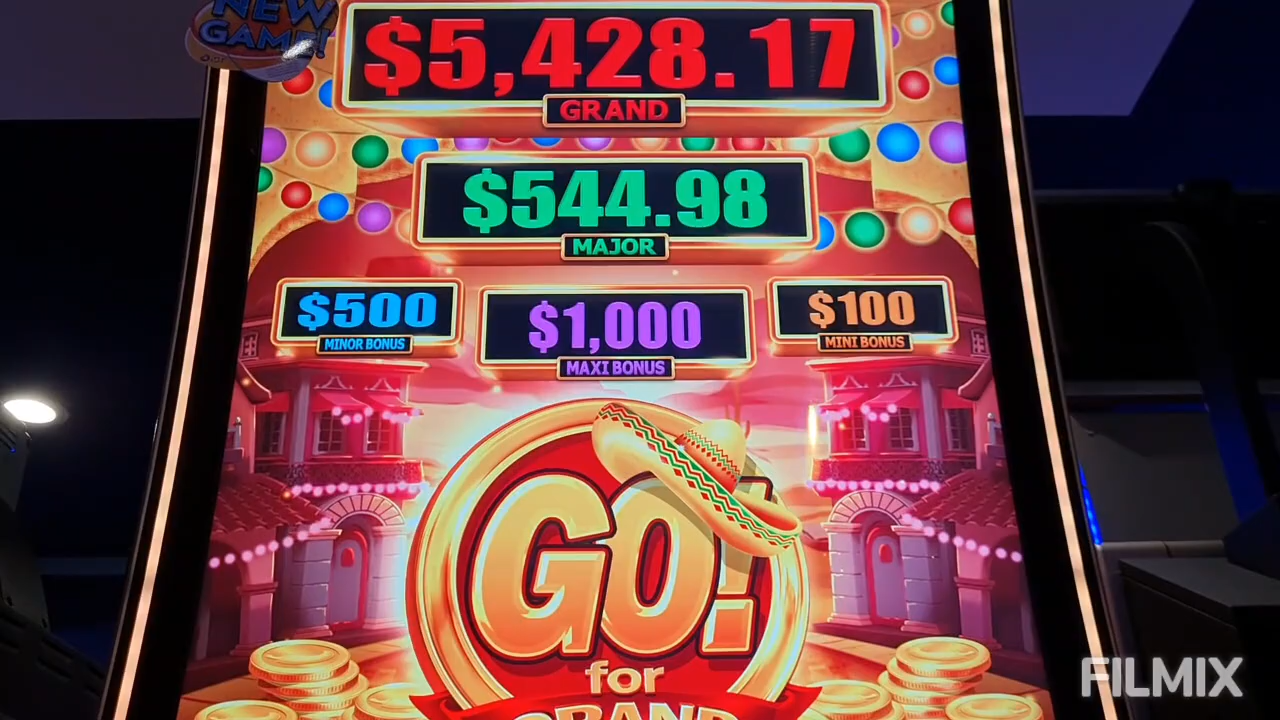 NEW
GAME!
$5,428.17
GRAND
$544.98
MAJOR
$500
MINOR BONUS
$1,000
MAXI BONUS
$100
MINI BONUS
GO!
for
GRAND
FILMIX